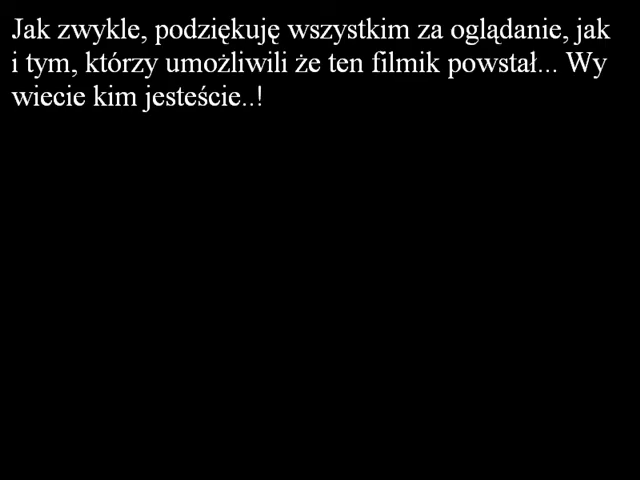 Jak zwykle, podziękuję wszystkim za oglądanie, jak
i tym, którzy umożliwili że ten filmik powstał... Wy
wiecie kim jesteście..!